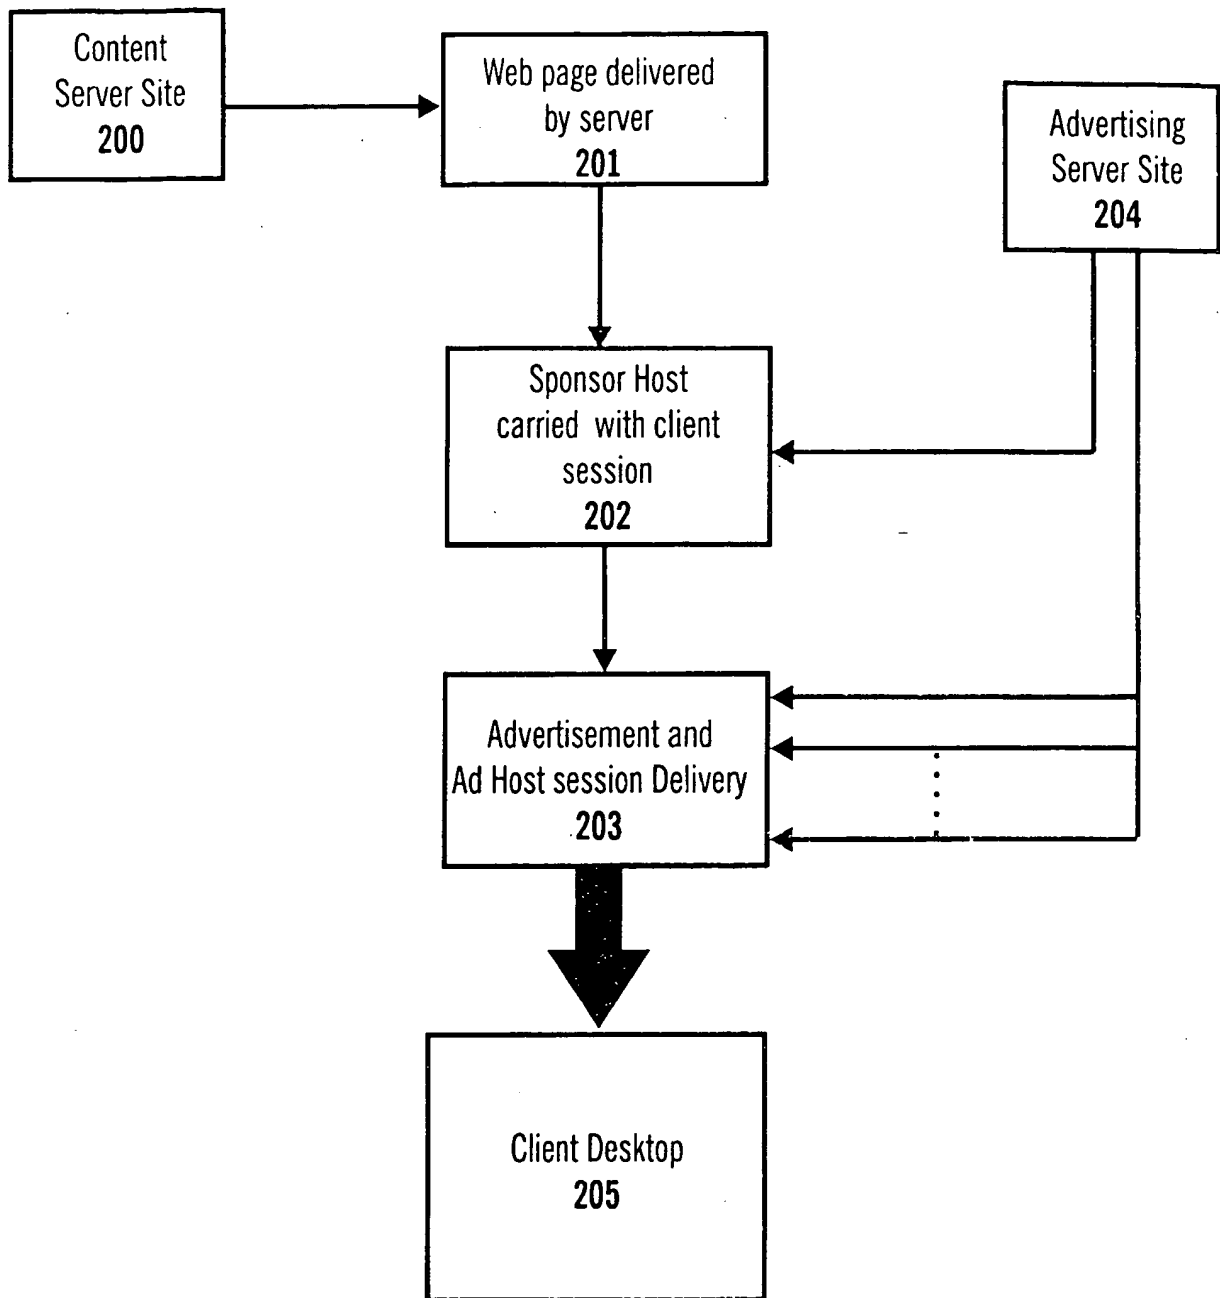 Content
Server Site
200
Web page delivered
by server
201
Advertising
Server Site
204
Sponsor Host
carried with client
session
202
Advertisement and
Ad Host session Delivery
203
Client Desktop
205